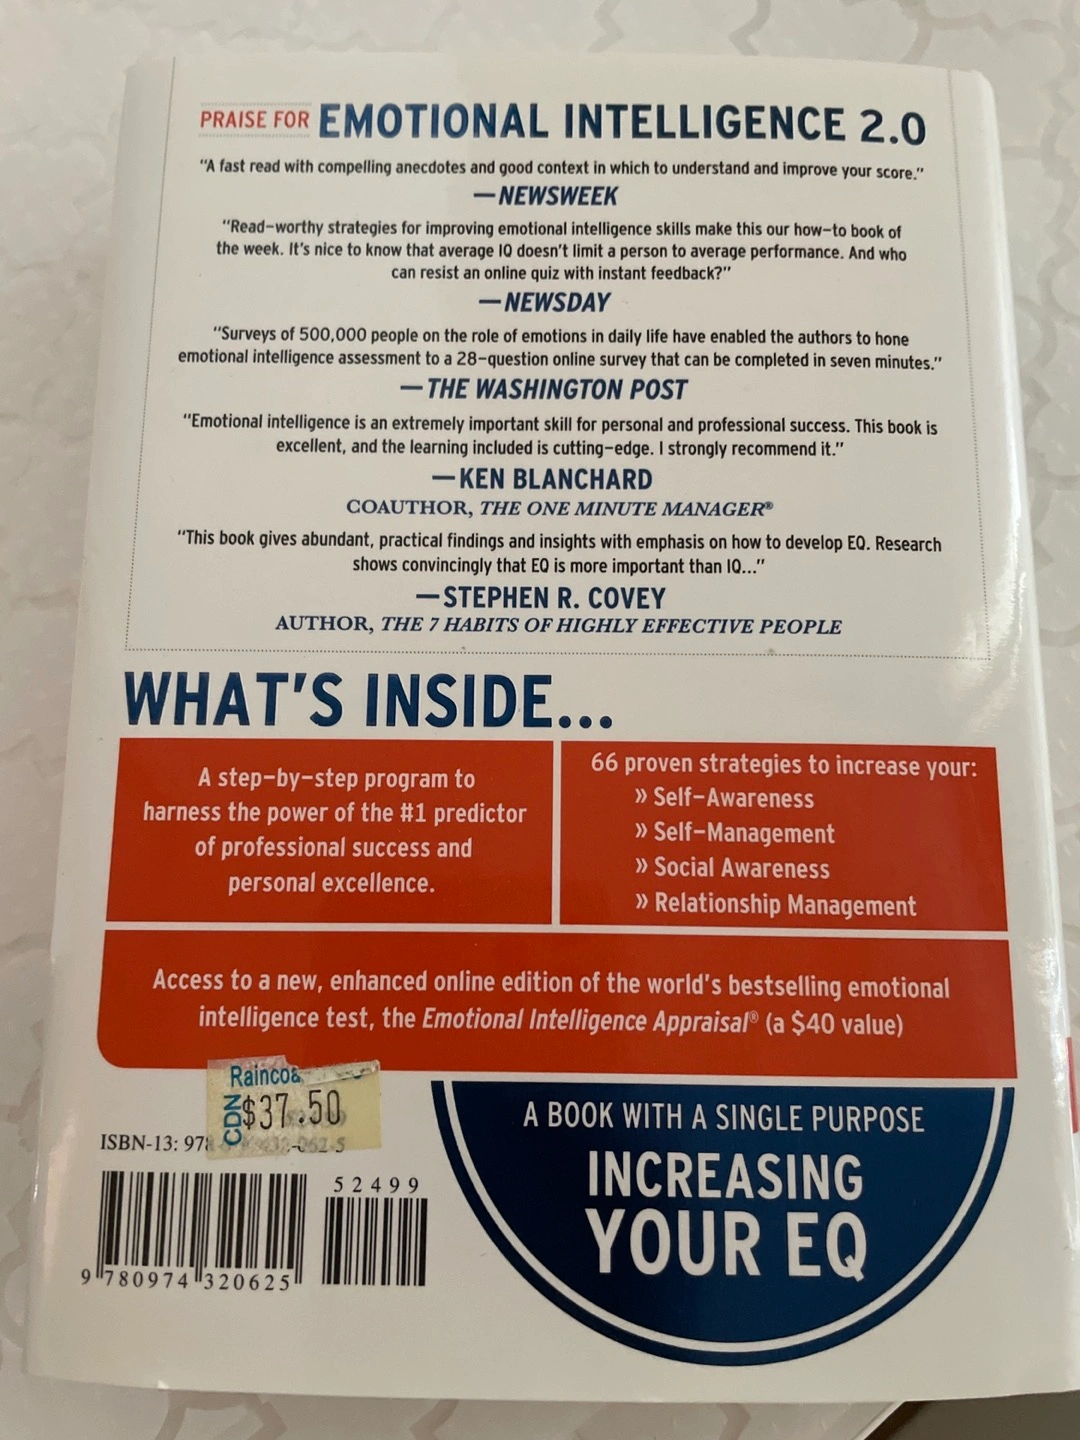 PRAISE FOR EMOTIONAL INTELLIGENCE 2.0
"A fast read with compelling anecdotes and good context in which to understand and improve your score."
—NEWSWEEK
"Read-worthy strategies for improving emotional intelligence skills make this our how-to book of
the week. It's nice to know that average IQ doesn't limit a person to average performance. And who
can resist an online quiz with instant feedback?"
—NEWSDAY
"Surveys of 500,000 people on the role of emotions in daily life have enabled the authors to hone
emotional intelligence assessment to a 28-question online survey that can be completed in seven minutes."
—THE WASHINGTON POST
"Emotional intelligence is an extremely important skill for personal and professional success. This book is
excellent, and the learning included is cutting-edge. I strongly recommend it."
—KEN BLANCHARD
COAUTHOR, THE ONE MINUTE MANAGER®
"This book gives abundant, practical findings and insights with emphasis on how to develop EQ. Research
shows convincingly that EQ is more important than IQ..."
—STEPHEN R. COVEY
AUTHOR, THE 7 HABITS OF HIGHLY EFFECTIVE PEOPLE
WHAT'S INSIDE...
A step-by-step program to
harness the power of the #1 predictor
of professional success and
personal excellence.
66 proven strategies to increase your:
» Self-Awareness
» Self-Management
» Social Awareness
» Relationship Management
Access to a new, enhanced online edition of the world's bestselling emotional
intelligence test, the Emotional Intelligence Appraisal® (a $40 value)
CDN $37.50
ISBN-13:
52499
9 780974 320625
A BOOK WITH A SINGLE PURPOSE
INCREASING
YOUR EQ